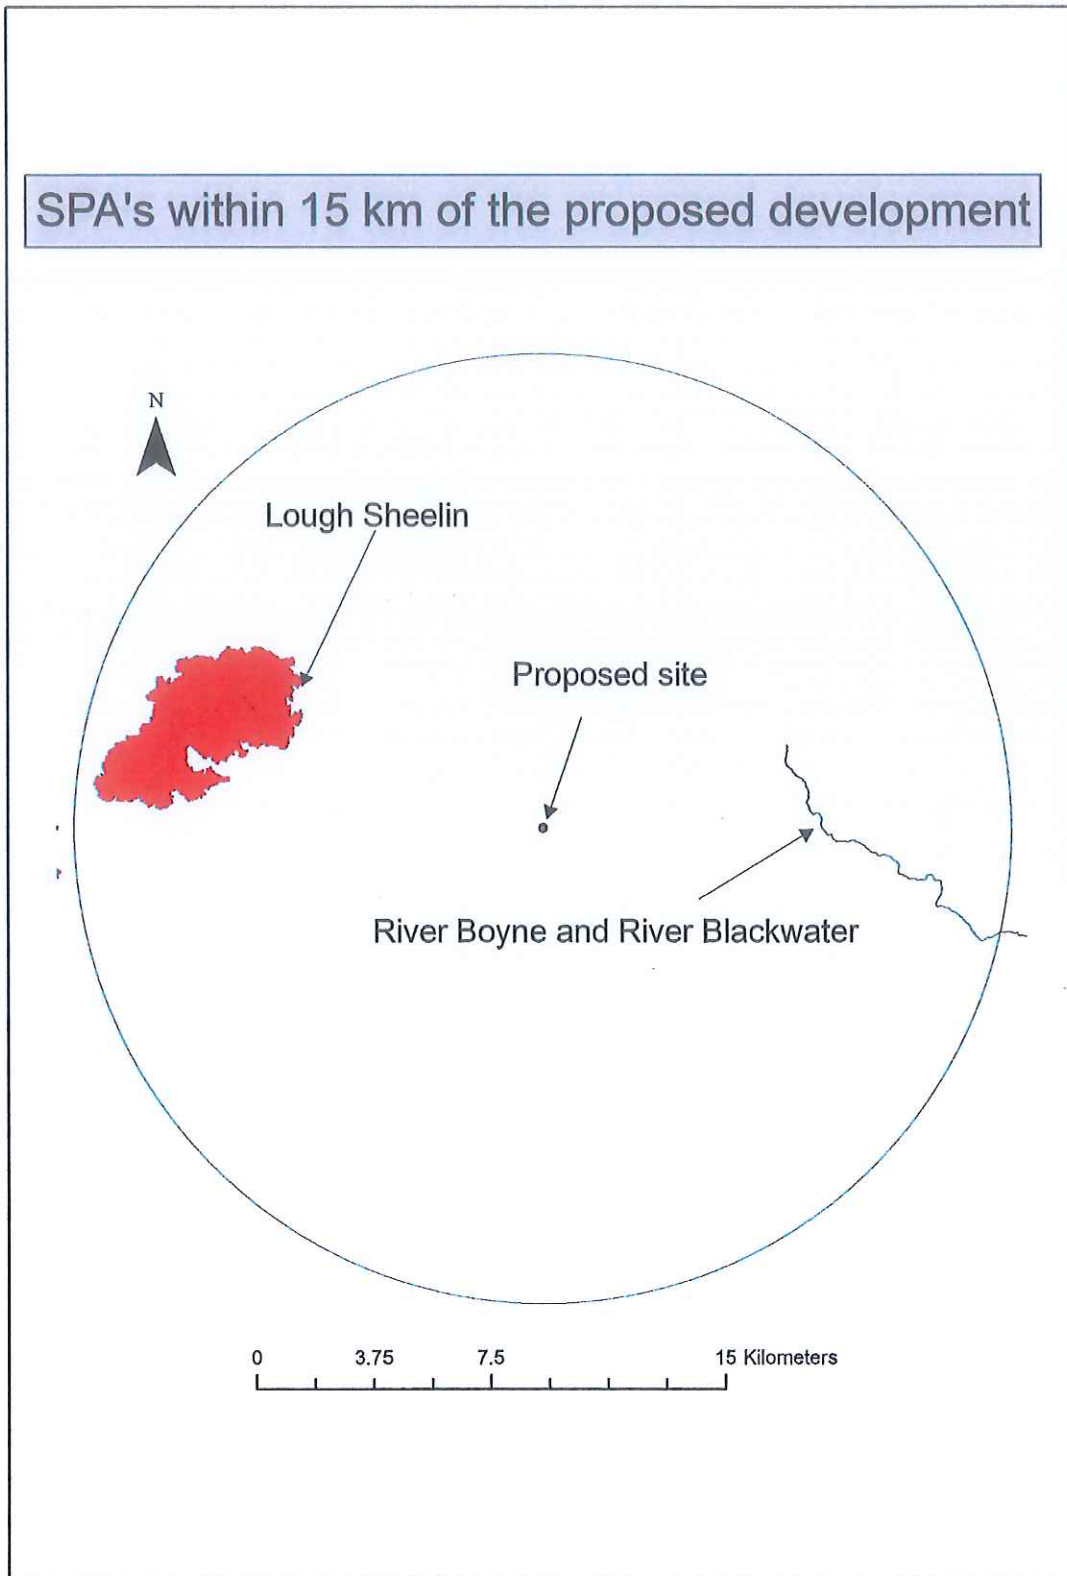 SPA's within 15 km of the proposed development
N
Lough Sheelin
Proposed site
River Boyne and River Blackwater
0 3.75 7.5 15 Kilometers